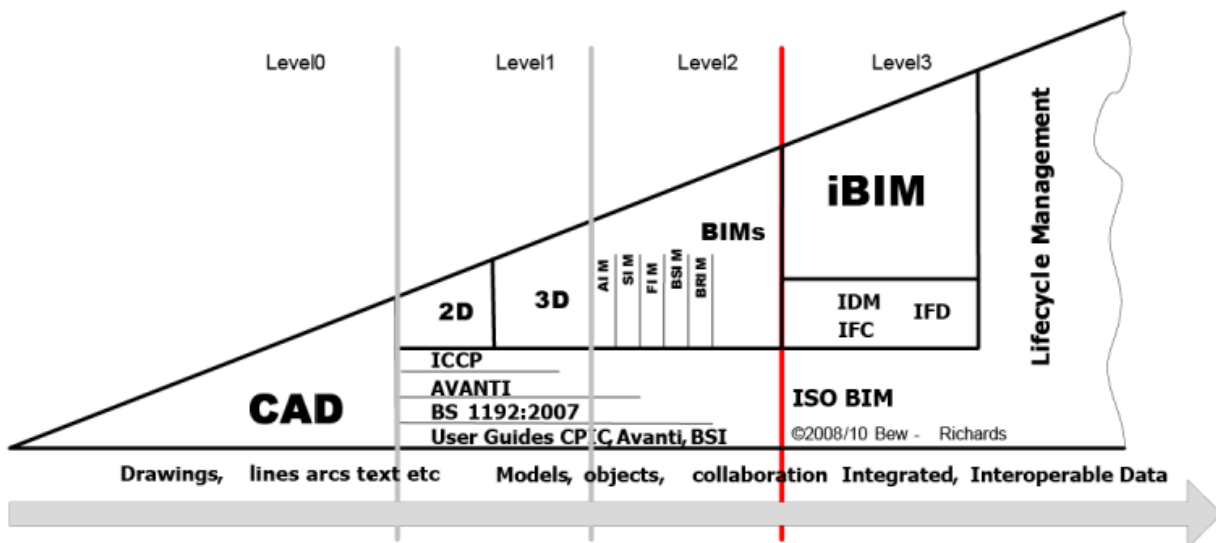 Level0
Level1
Level2
Level3
Lifecycle Management
iBIM
BIMs
AIM
SIM
FIM
BSIM
BRIM
2D
3D
IDM
IFD
IFC
ICCP
AVANTI
BS 1192:2007
User Guides CPIC, Avanti, BSI
CAD
ISO BIM
©2008/10 Bew - Richards
Drawings, lines arcs text etc
Models, objects, collaboration
Integrated, Interoperable Data